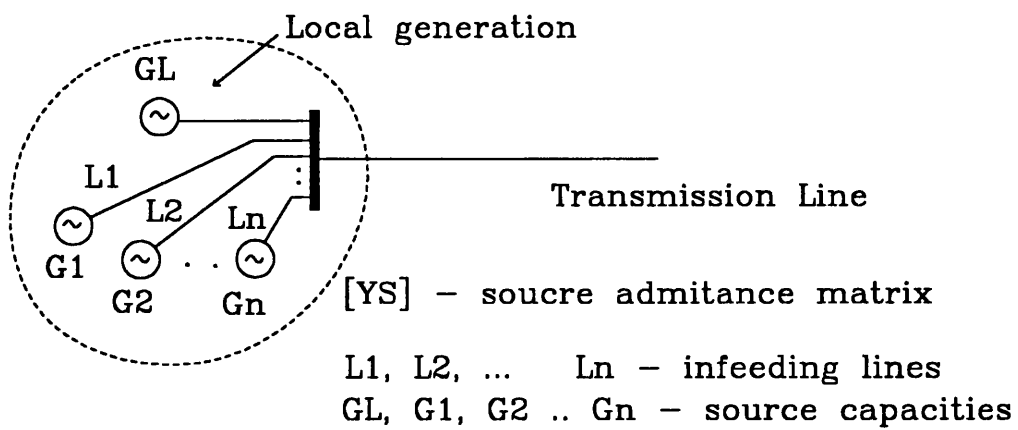 Local generation
GL
L1
L2
Ln
Transmission Line
G1
G2
. .
Gn
[YS] – soucre admitance matrix
L1, L2, ... Ln – infeeding lines
GL, G1, G2 .. Gn – source capacities